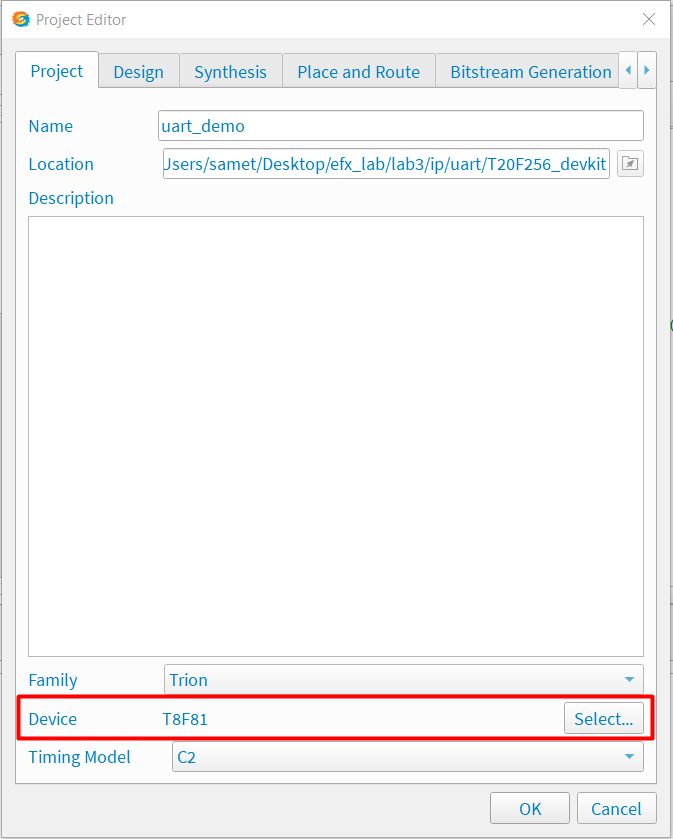 Project Editor
Project Design Synthesis Place and Route Bitstream Generation
Name uart_demo
Location Jsers/samet/Desktop/efx_lab/lab3/ip/uart/T20F256_devkit
Description
Family Trion
Device T8F81 Select...
Timing Model C2
OK Cancel